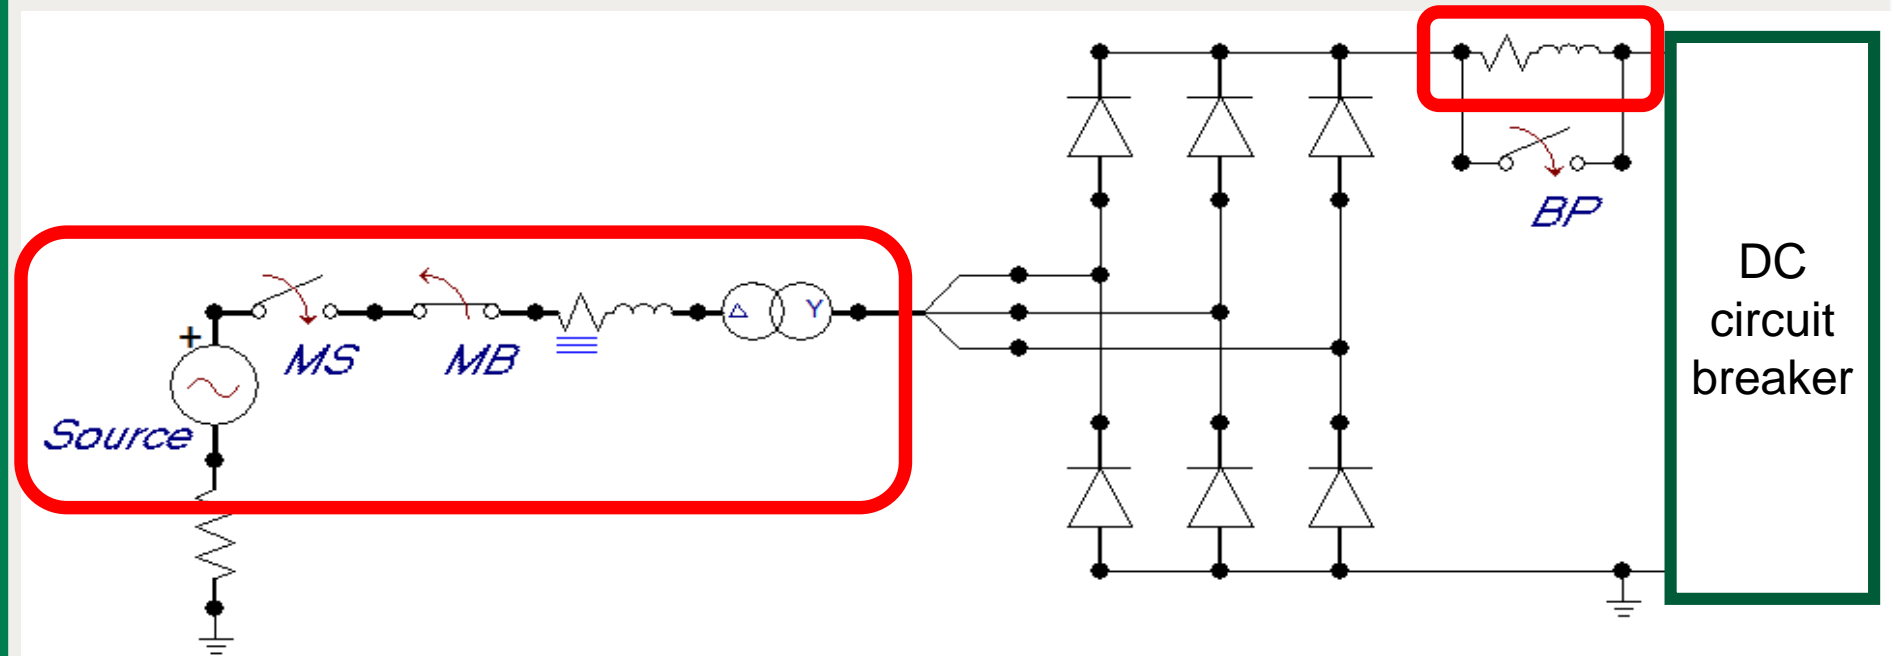 BP
DC
circuit
breaker
+
MS
MB
Δ
Y
Source